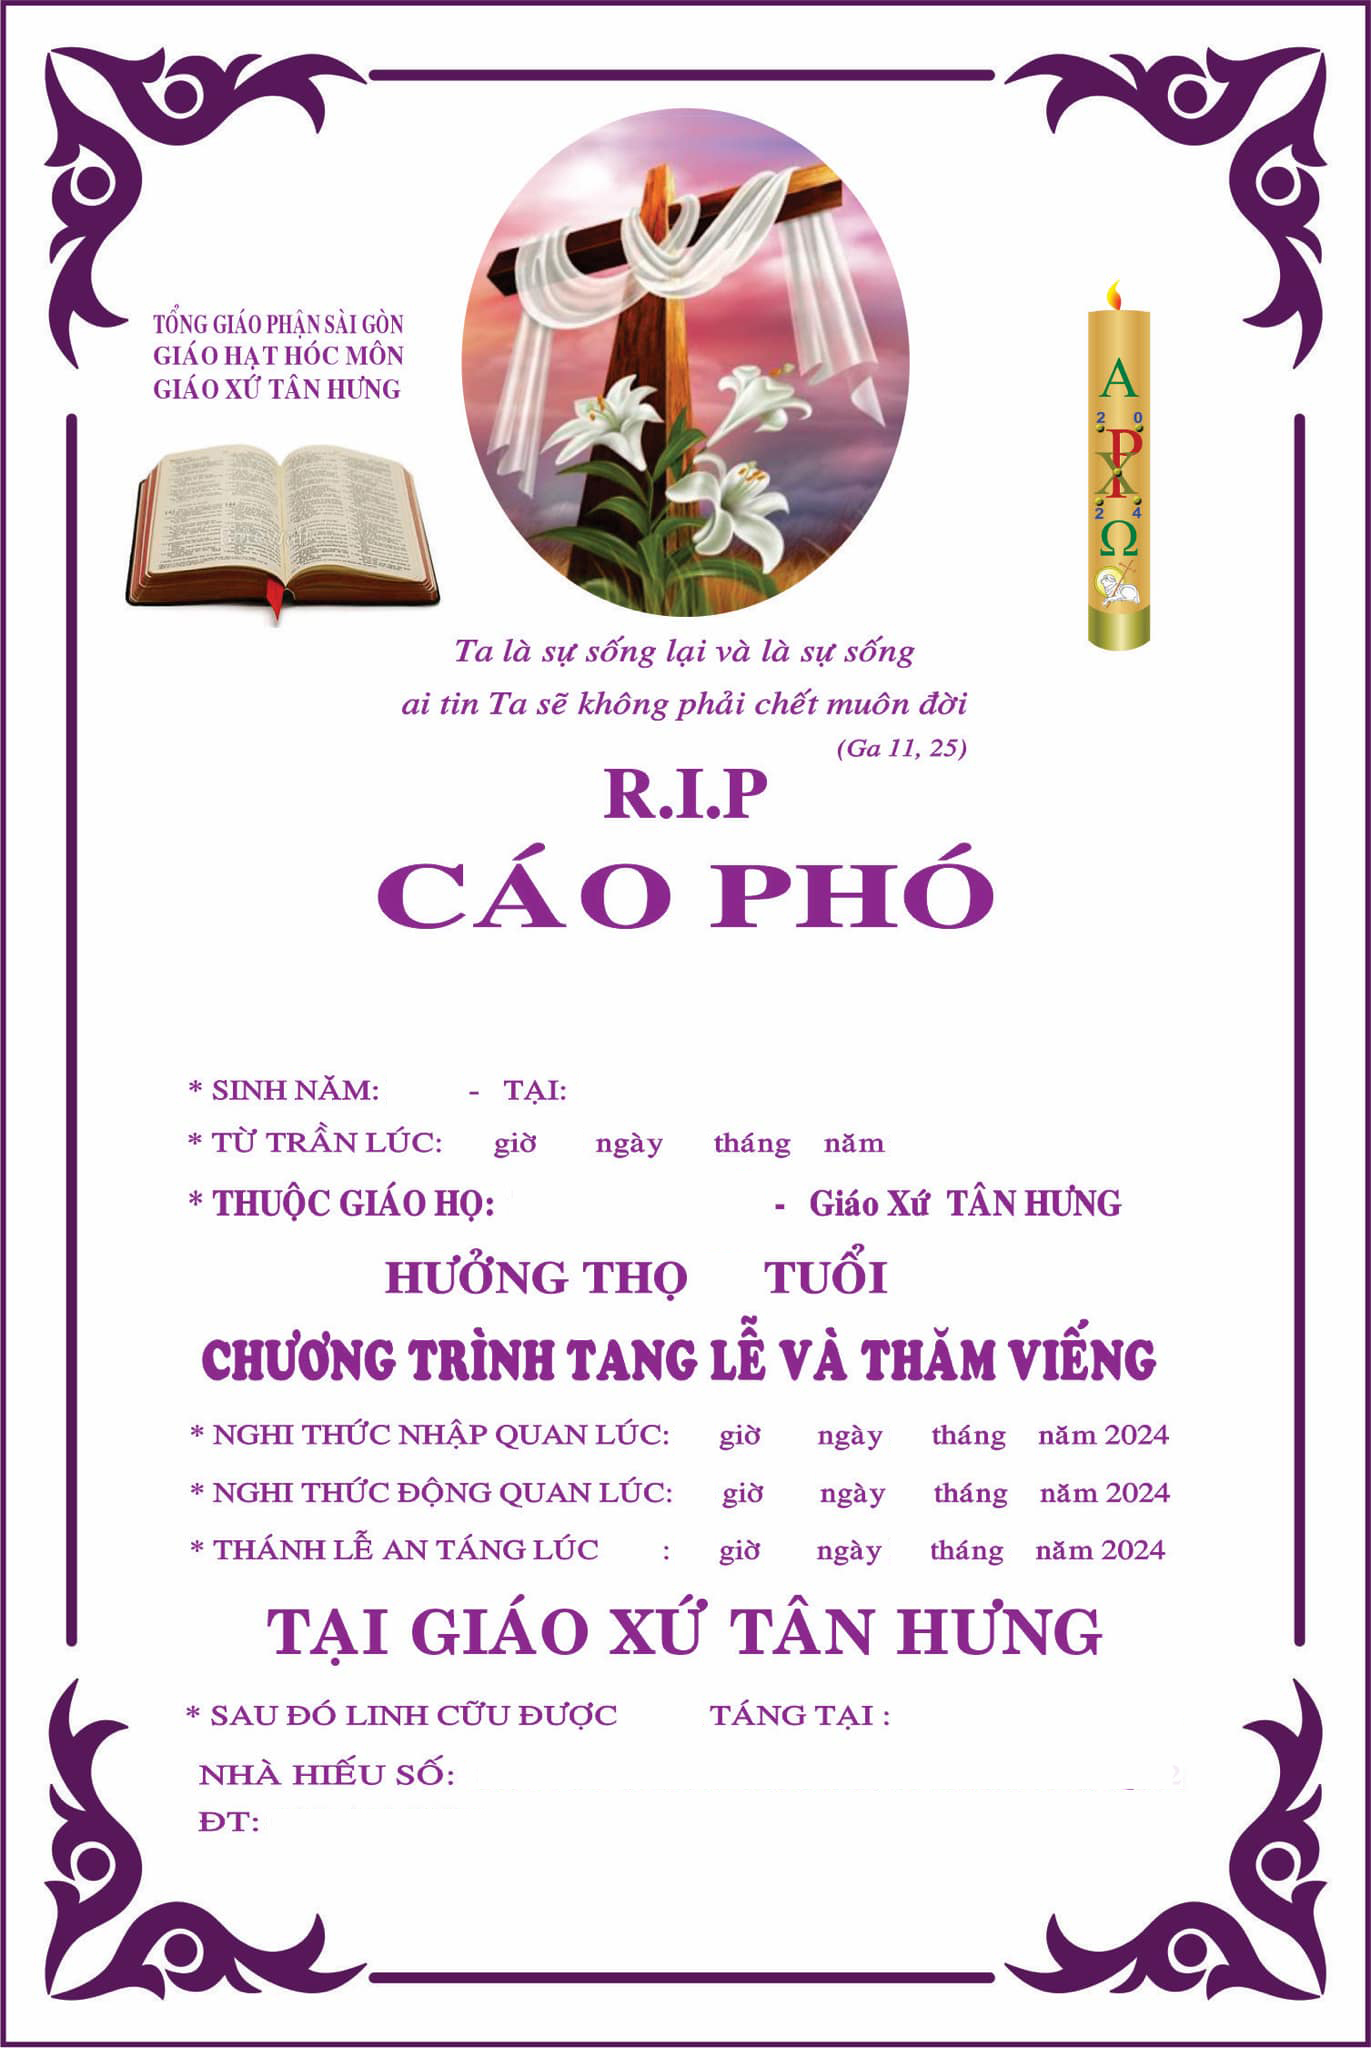 TỔNG GIÁO PHẬN SÀI GÒN
GIÁO HẠT HÓC MÔN
GIÁO XỨ TÂN HƯNG
A
2 0
P
X
2 4
Ω
Ta là sự sống lại và là sự sống
ai tin Ta sẽ không phải chết muôn đời
(Ga 11, 25)
R.I.P
CÁO PHÓ
* SINH NĂM: - TẠI:
* TỪ TRẦN LÚC: giờ ngày tháng năm
* THUỘC GIÁO HỌ: - Giáo Xứ TÂN HƯNG
HƯỞNG THỌ TUỔI
CHƯƠNG TRÌNH TANG LỄ VÀ THĂM VIẾNG
* NGHI THỨC NHẬP QUAN LÚC: giờ ngày tháng năm 2024
* NGHI THỨC ĐỘNG QUAN LÚC: giờ ngày tháng năm 2024
* THÁNH LỄ AN TÁNG LÚC : giờ ngày tháng năm 2024
TẠI GIÁO XỨ TÂN HƯNG
* SAU ĐÓ LINH CỮU ĐƯỢC TÁNG TẠI :
NHÀ HIẾU SỐ:
ĐT: